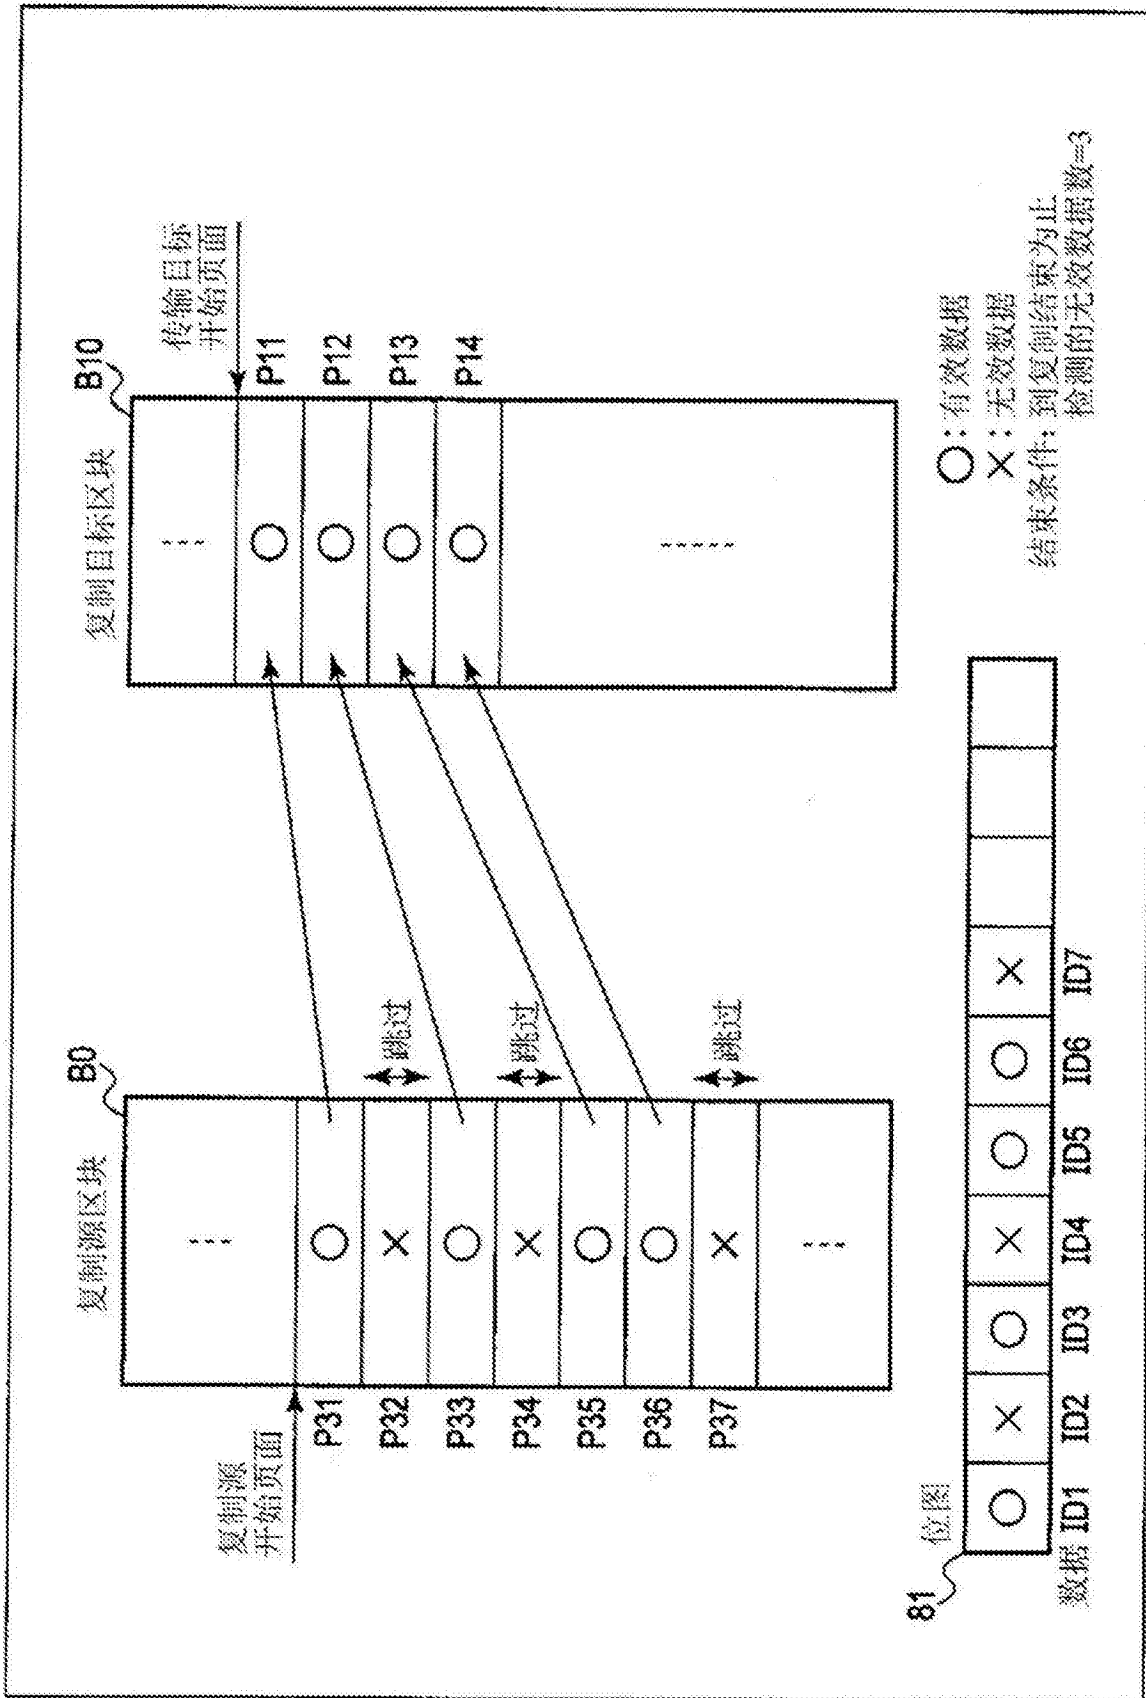 复制源区块
B0
复制源
开始页面
P31
P32
P33
P34
P35
P36
P37
跳过
跳过
跳过
复制目标区块
B10
传输目标
开始页面
P11
P12
P13
P14
81
位图
数据 ID1 ID2 ID3 ID4 ID5 ID6 ID7
○：有效数据
×：无效数据
结束条件：到复制结束为止
检测的无效数据数=3